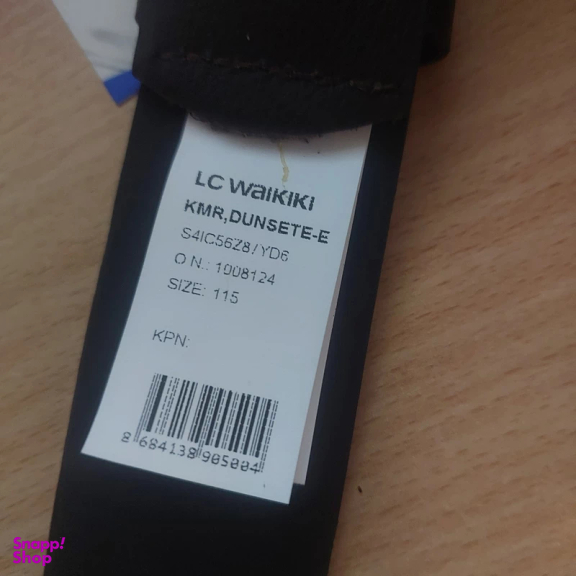 LC WAIKIKI
KMR,DUNSETE-E
S4IC56Z8/YD6
O N.: 1008124
SIZE: 115
KPN:
8 684138 905004
Snapp!
Shop